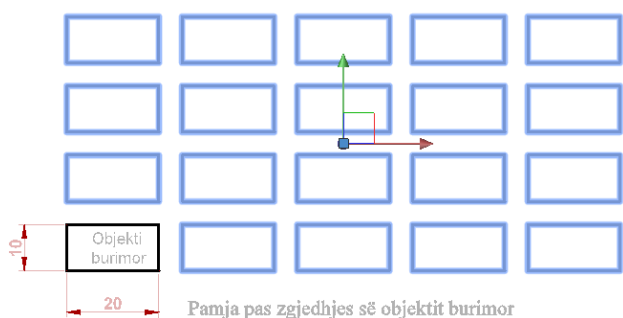 Objekti
burimor
10
20
Pamja pas zgjedhjes së objektit burimor